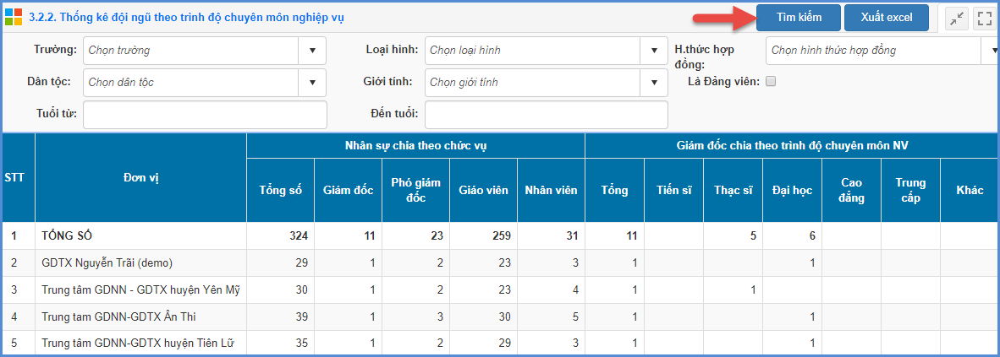 3.2.2. Thống kê đội ngũ theo trình độ chuyên môn nghiệp vụ Tìm kiếm Xuất excel
Trường: Chọn trường Loại hình: Chọn loại hình H.thức hợp đồng: Chọn hình thức hợp đồng
Dân tộc: Chọn dân tộc Giới tính: Chọn giới tính Là Đảng viên:
Tuổi từ: Đến tuổi:
STT Đơn vị Nhân sự chia theo chức vụ Giám đốc chia theo trình độ chuyên môn NV
Tổng số Giám đốc Phó giám đốc Giáo viên Nhân viên Tổng Tiến sĩ Thạc sĩ Đại học Cao đẳng Trung cấp Khác
1 TỔNG SỐ 324 11 23 259 31 11 5 6
2 GDTX Nguyễn Trãi (demo) 29 1 2 23 3 1 1
3 Trung tâm GDNN - GDTX huyện Yên Mỹ 30 1 2 23 4 1 1
4 Trung tam GDNN-GDTX Ân Thi 39 1 3 30 5 1 1
5 Trung tâm GDNN-GDTX huyện Tiên Lữ 35 1 2 29 3 1 1